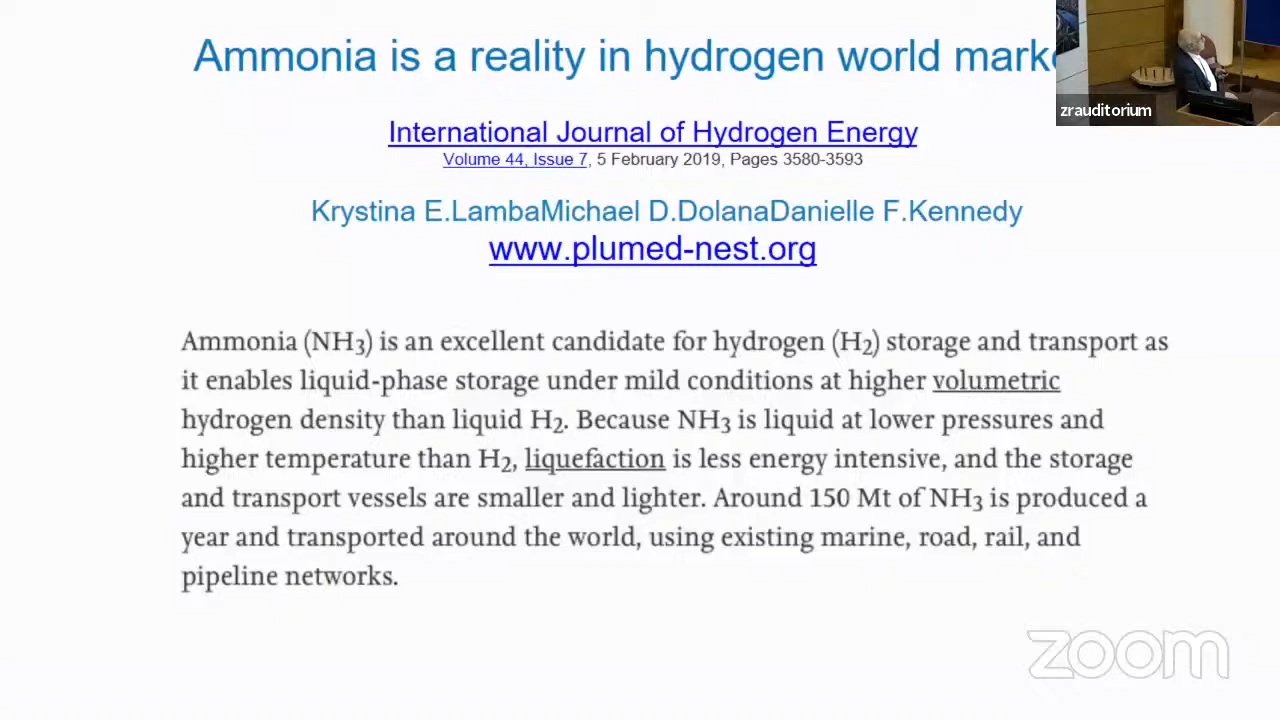 Ammonia is a reality in hydrogen world
zrauditorium
International Journal of Hydrogen Energy
Volume 44, Issue 7, 5 February 2019, Pages 3580-3593
Krystina E.LambaMichael D.DolanaDanielle F.Kennedy
www.plumed-nest.org
Ammonia (NH3) is an excellent candidate for hydrogen (H2) storage and transport as
it enables liquid-phase storage under mild conditions at higher volumetric
hydrogen density than liquid H2. Because NH3 is liquid at lower pressures and
higher temperature than H2, liquefaction is less energy intensive, and the storage
and transport vessels are smaller and lighter. Around 150 Mt of NH3 is produced a
year and transported around the world, using existing marine, road, rail, and
pipeline networks.
zoom